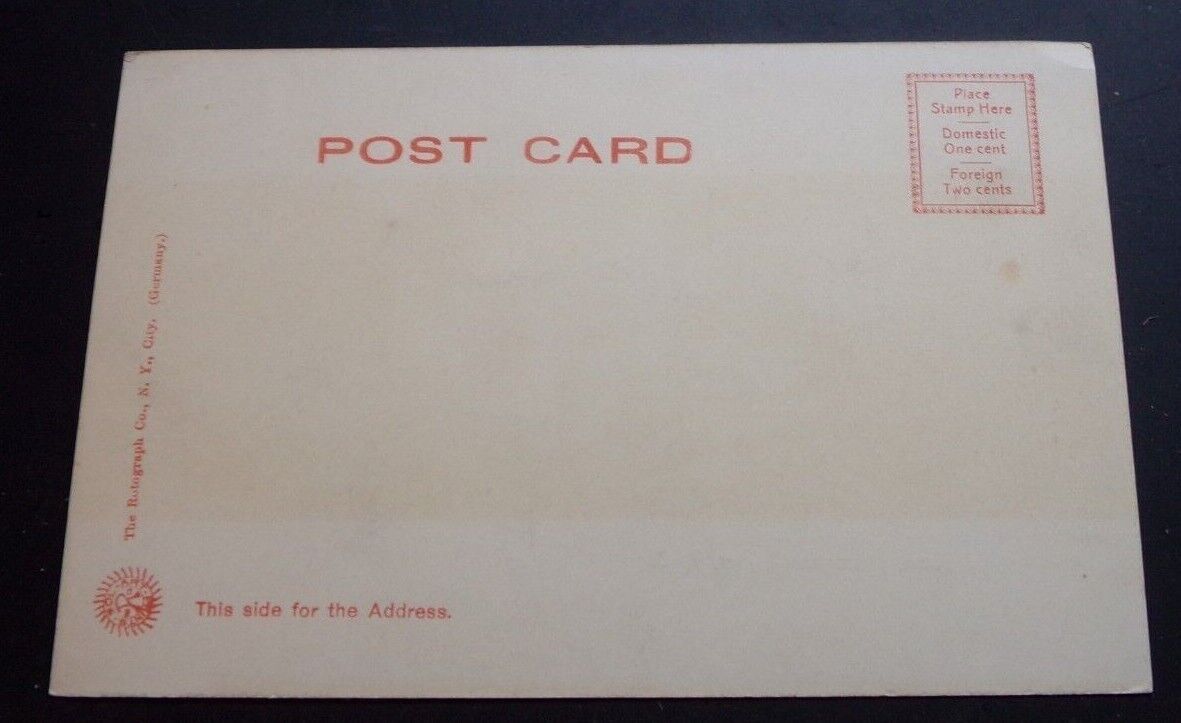 POST CARD
Place
Stamp Here
Domestic
One cent
Foreign
Two cents
The Rotograph Co., N. Y., City. (Germany.)
This side for the Address.